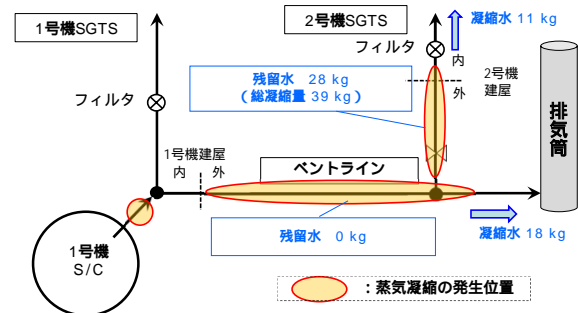 1号機SGTS
2号機SGTS
凝縮水 11 kg
フィルタ
フィルタ
内
外
2号機
建屋
残留水 28 kg
(総凝縮量 39 kg)
排気筒
1号機建屋
内
外
ベントライン
残留水 0 kg
凝縮水 18 kg
1号機
S/C
:蒸気凝縮の発生位置